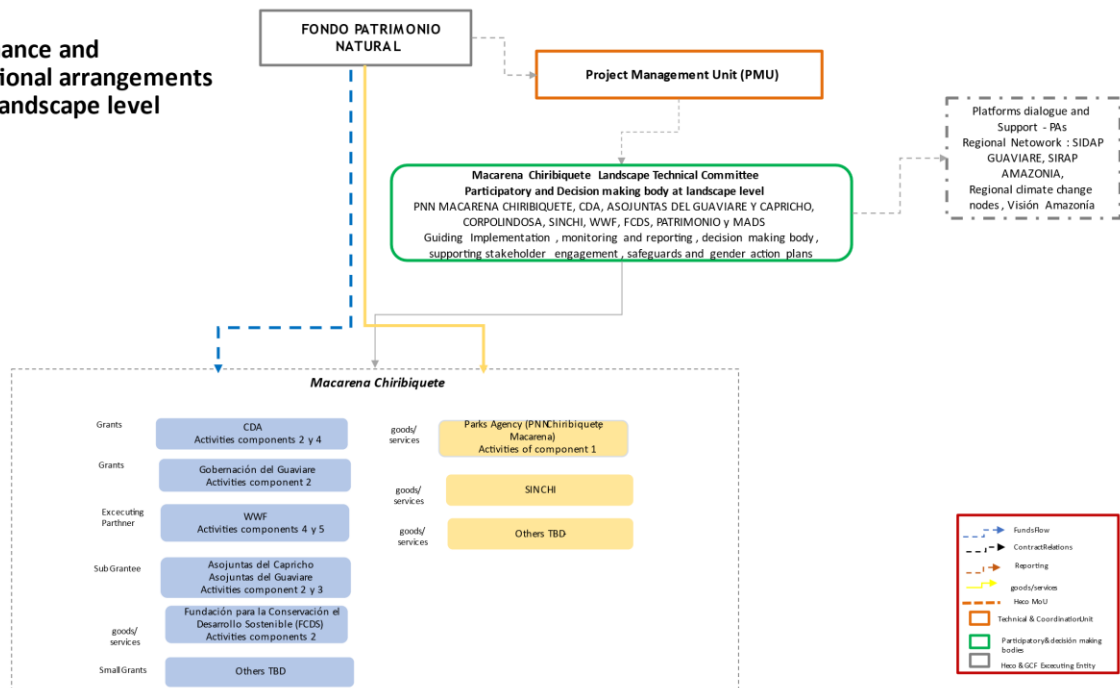 ance and
ional arrangements
andscape level
FONDO PATRIMONIO
NATURAL
Project Management Unit (PMU)
Macarena Chiribiquete Landscape Technical Committee
Participatory and Decision making body at landscape level
PNN MACARENA CHIRIBIQUETE, CDA, ASOJUNTAS DEL GUAVIARE Y CAPRICHO,
CORPOLINDOSA, SINCHI, WWF, FCDS, PATRIMONIO y MADS
Guiding Implementation , monitoring and reporting , decision making body ,
supporting stakeholder engagement , safeguards and gender action plans
Platforms dialogue and
Support - PAs
Regional Netowork : SIDAP
GUAVIARE, SIRAP
AMAZONIA,
Regional climate change
nodes , Visión Amazonía
Macarena Chiribiquete
Grants
CDA
Activities components 2 y 4
Grants
Gobernación del Guaviare
Activities component 2
Excecuting
Parthner
WWF
Activities components 4 y 5
Sub Grantee
Asojuntas del Capricho
Asojuntas del Guaviare
Activities component 2 y 3
goods/
services
Fundación para la Conservación el
Desarrollo Sostenible (FCDS)
Activities components 2
Small Grants
Others TBD
goods/
services
Parks Agency (PNN Chiribiquete,
Macarena)
Activities of component 1
goods/
services
SINCHI
goods/
services
Others TBD
FundsFlow
ContractRelations
Reporting
goods/services
Heco MoU
Technical & CoordinationUnit
Participatory&decisión making
bodies
Heco &GCF Executing Entity